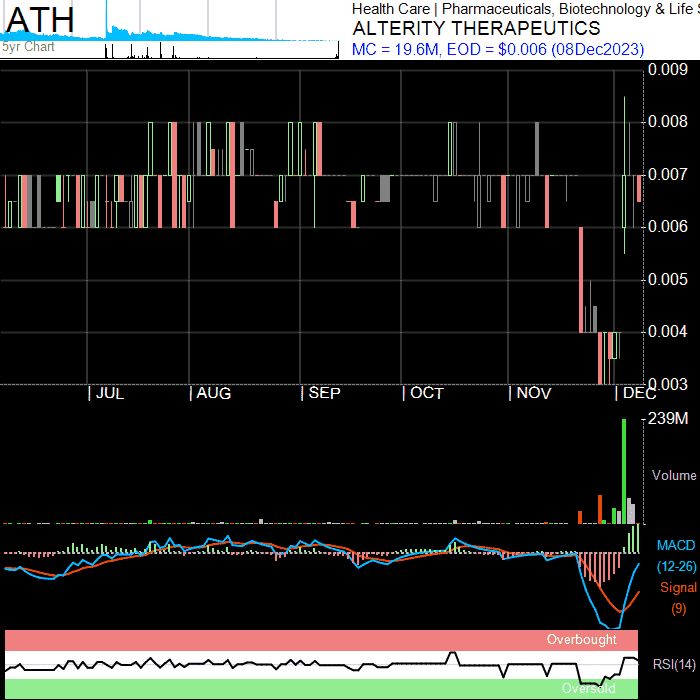 ATH
Health Care | Pharmaceuticals, Biotechnology & Life
ALTERITY THERAPEUTICS
5yr Chart
MC = 19.6M, EOD = $0.006 (08Dec2023)
0.009
0.008
0.007
0.006
0.005
0.004
0.003
| JUL | AUG | SEP | OCT | NOV | DEC
239M
Volume
MACD
(12-26)
Signal
(9)
Overbought
RSI(14)
Oversold